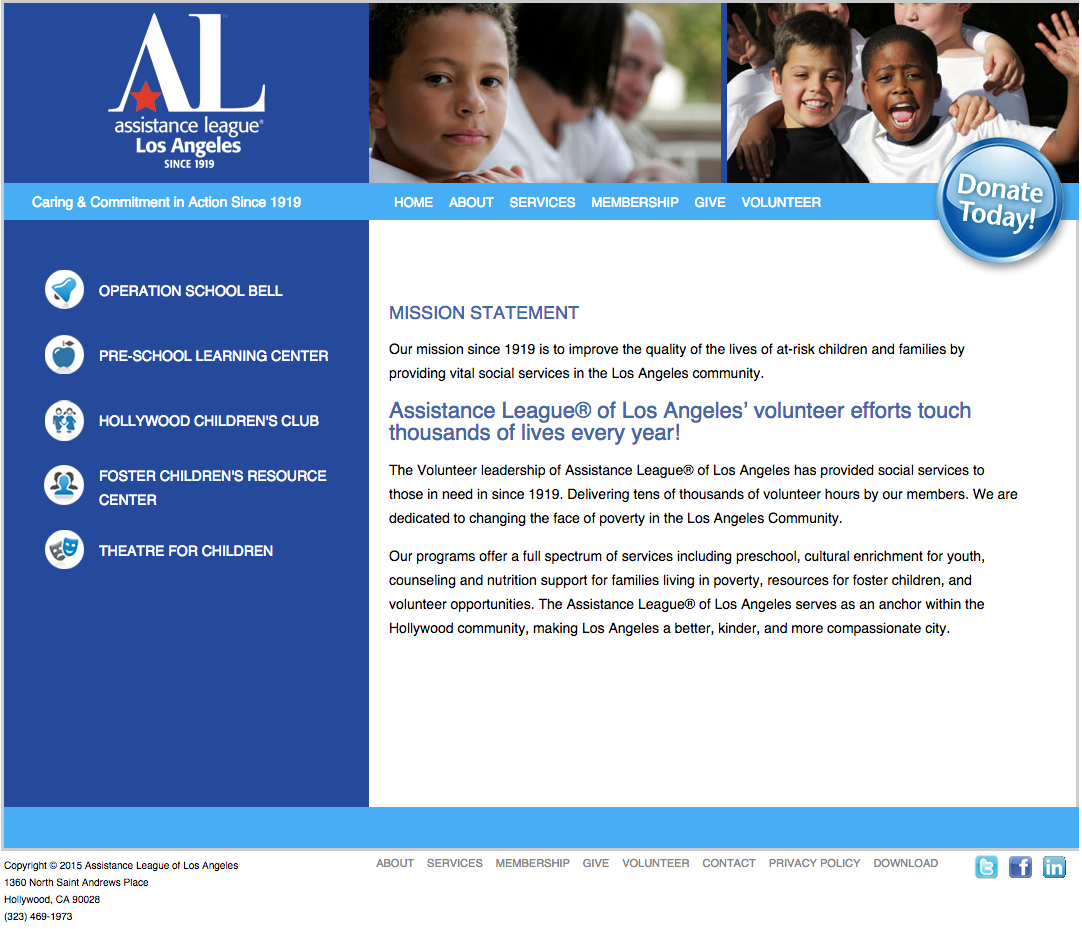 AL
assistance league®
Los Angeles
SINCE 1919
Caring & Commitment in Action Since 1919
HOME ABOUT SERVICES MEMBERSHIP GIVE VOLUNTEER
Donate
Today!
OPERATION SCHOOL BELL
PRE-SCHOOL LEARNING CENTER
HOLLYWOOD CHILDREN'S CLUB
FOSTER CHILDREN'S RESOURCE
CENTER
THEATRE FOR CHILDREN
MISSION STATEMENT
Our mission since 1919 is to improve the quality of the lives of at-risk children and families by
providing vital social services in the Los Angeles community.
Assistance League® of Los Angeles’ volunteer efforts touch
thousands of lives every year!
The Volunteer leadership of Assistance League® of Los Angeles has provided social services to
those in need in since 1919. Delivering tens of thousands of volunteer hours by our members. We are
dedicated to changing the face of poverty in the Los Angeles Community.
Our programs offer a full spectrum of services including preschool, cultural enrichment for youth,
counseling and nutrition support for families living in poverty, resources for foster children, and
volunteer opportunities. The Assistance League® of Los Angeles serves as an anchor within the
Hollywood community, making Los Angeles a better, kinder, and more compassionate city.
Copyright © 2015 Assistance League of Los Angeles
1360 North Saint Andrews Place
Hollywood, CA 90028
(323) 469-1973
ABOUT SERVICES MEMBERSHIP GIVE VOLUNTEER CONTACT PRIVACY POLICY DOWNLOAD
t f in